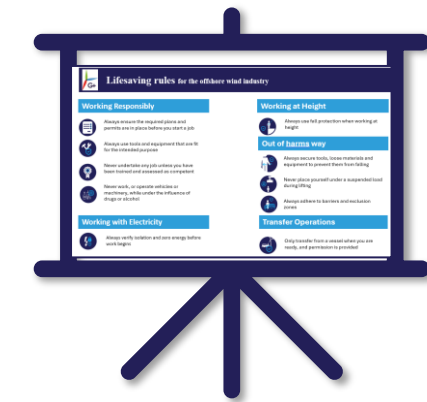 G+
Lifesaving rules for the offshore wind industry
Working Responsibly
Always ensure the required plans and
permits are in place before you start a job
Always use tools and equipment that are fit
for the intended purpose
Never undertake any job unless you have
been trained and assessed as competent
Never work, or operate vehicles or
machinery, while under the influence of
drugs or alcohol
Working with Electricity
Always verify isolation and zero energy before
work begins
Working at Height
Always use fall protection when working at
height
Out of harms way
Always secure tools, loose materials and
equipment to prevent them from falling
Never place yourself under a suspended load
during lifting
Always adhere to barriers and exclusion
zones
Transfer Operations
Only transfer from a vessel when you are
ready, and permission is provided